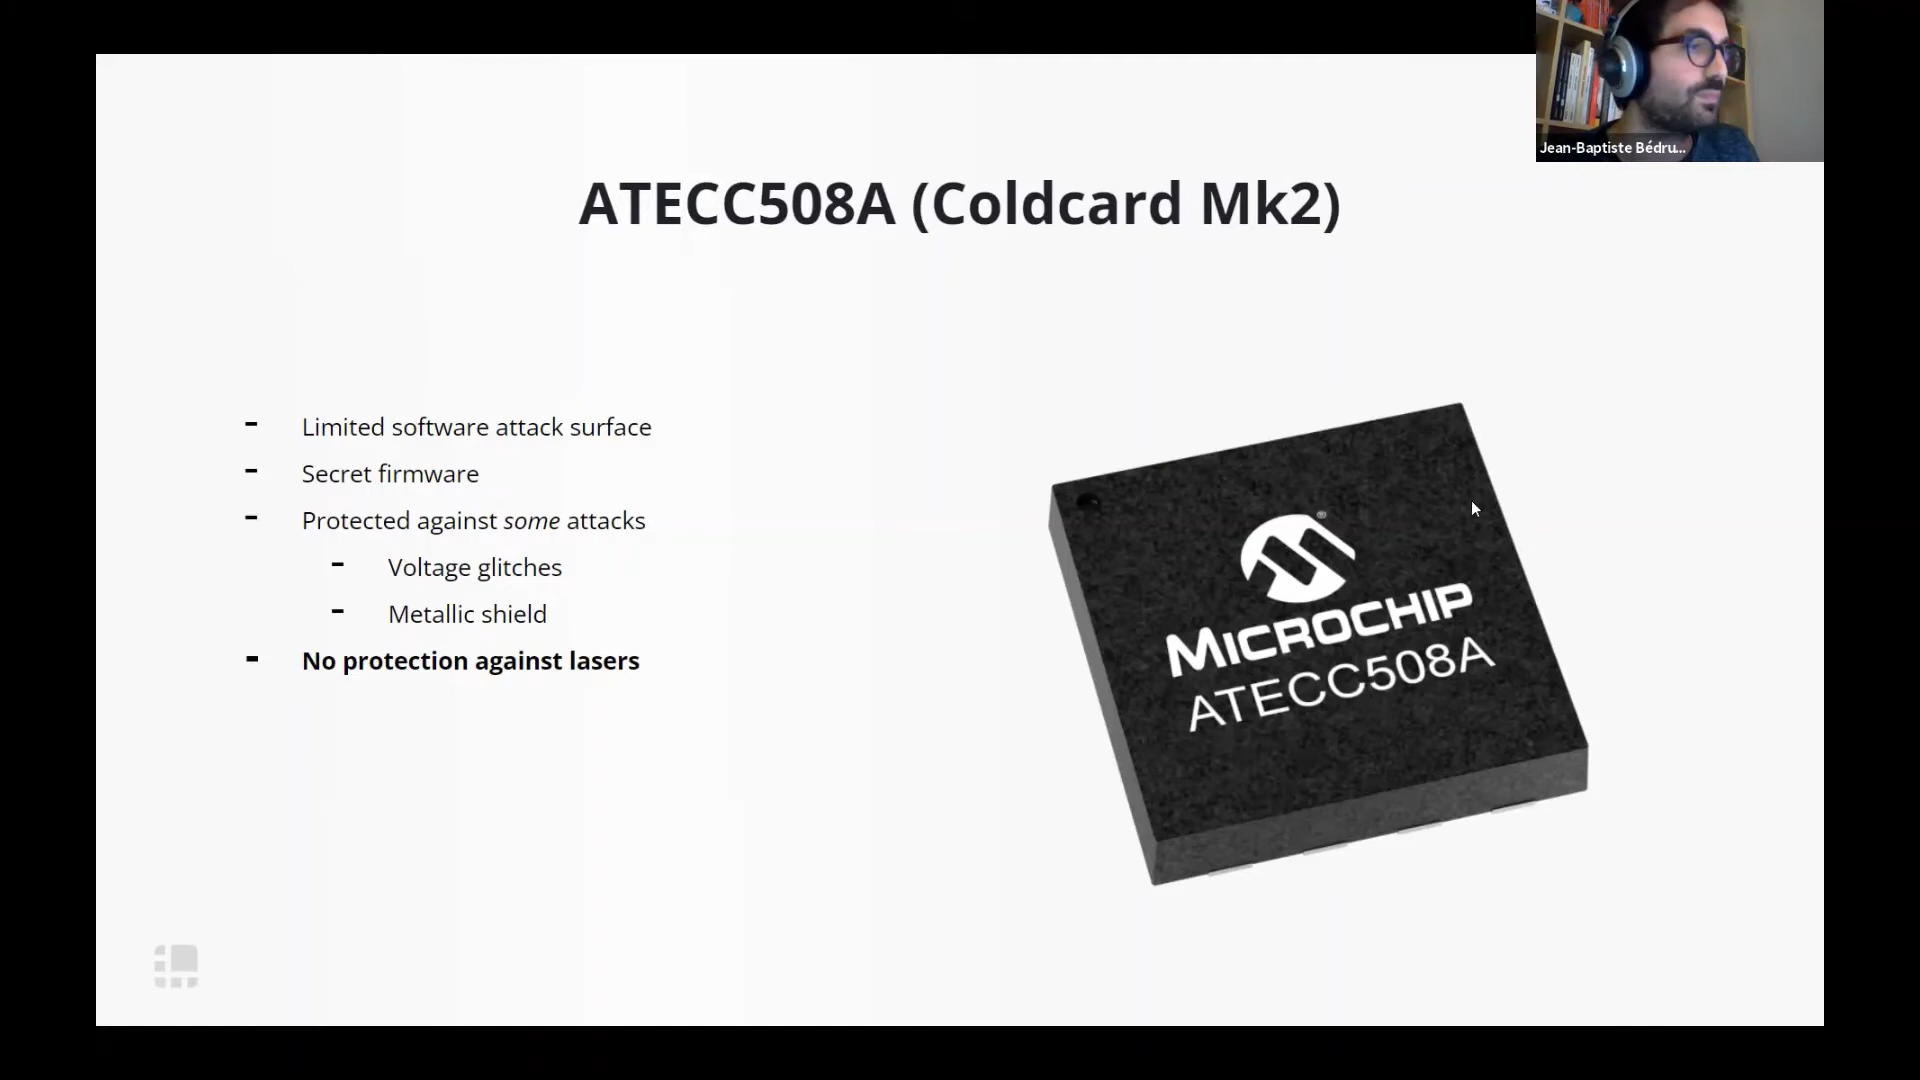 Jean-Baptiste Bédru...
ATECC508A (Coldcard Mk2)
- Limited software attack surface
- Secret firmware
- Protected against some attacks
- Voltage glitches
- Metallic shield
- No protection against lasers
MICROCHIP
ATECC508A